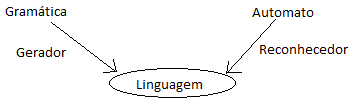 Gramática
Automato
Gerador
Reconhecedor
Linguagem